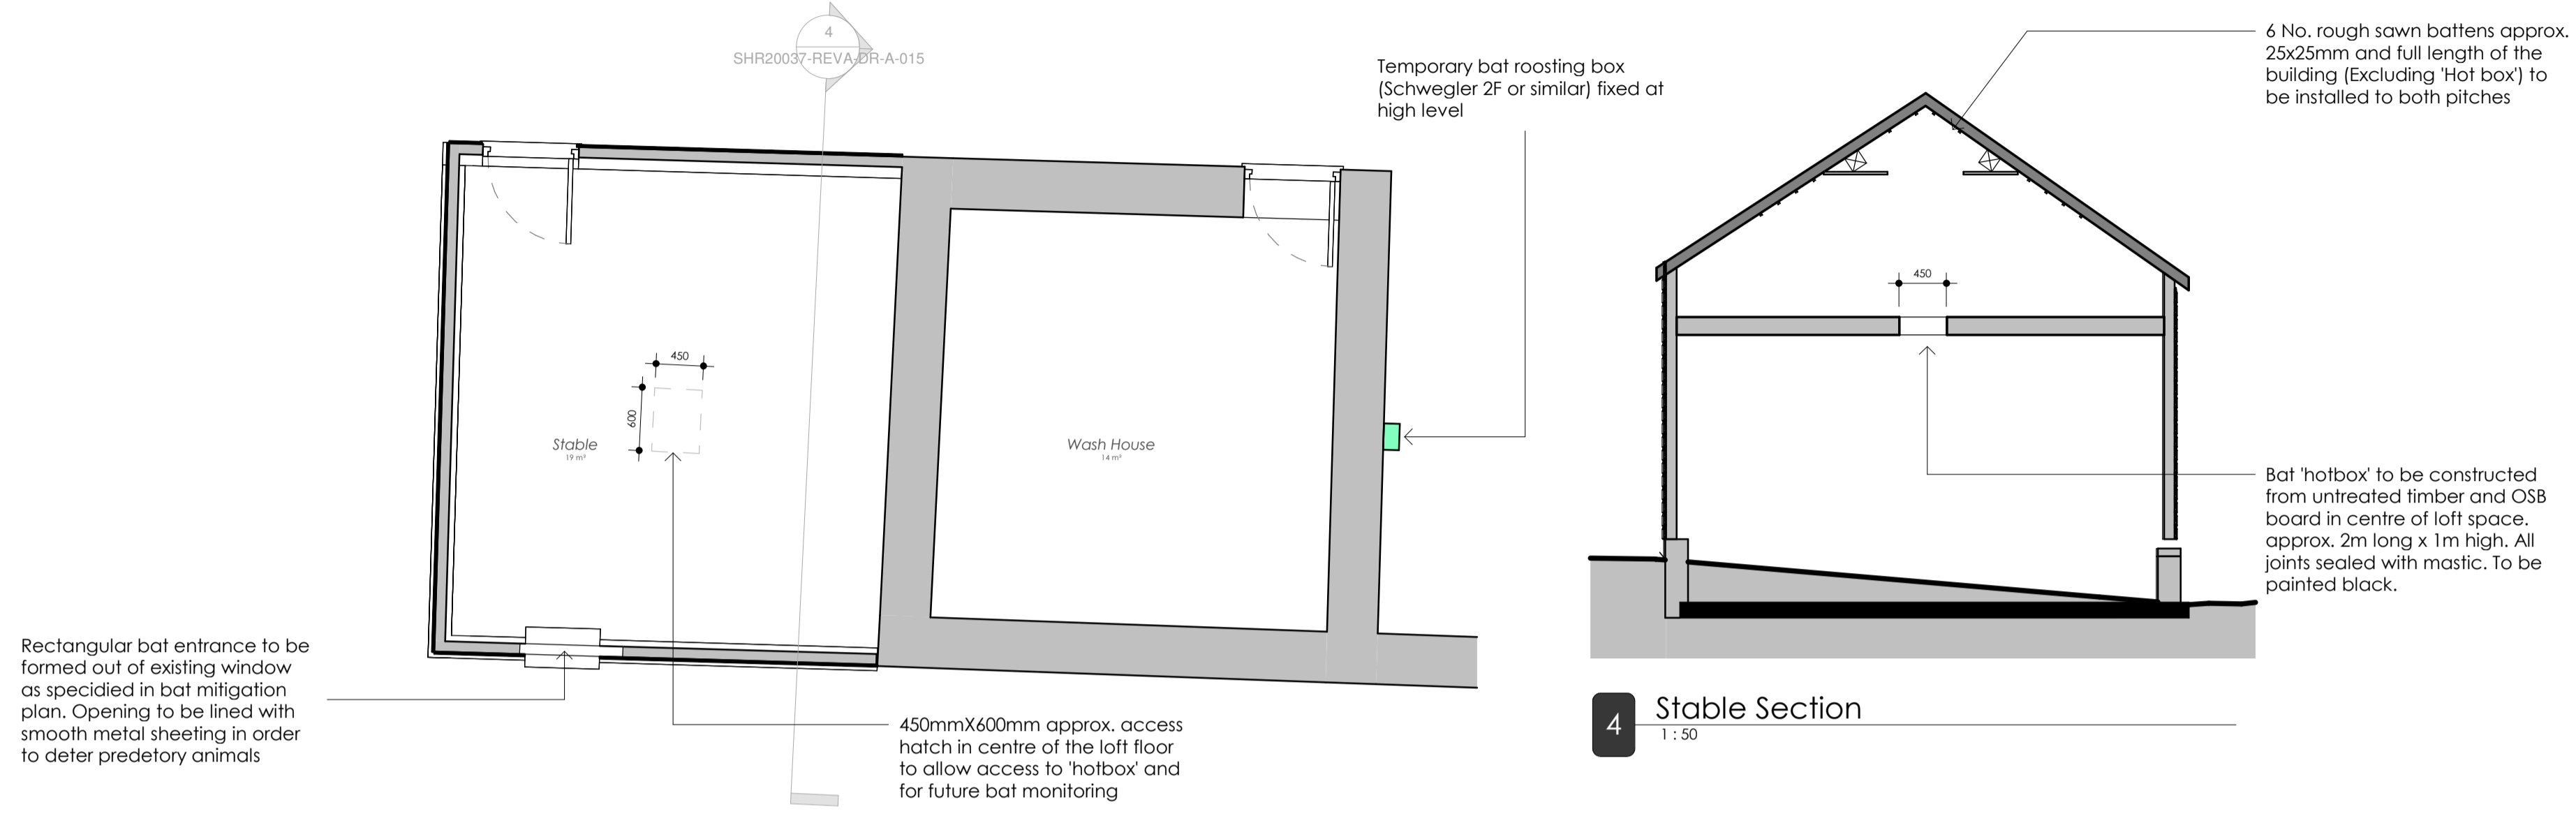 4
SHR20037-REVA-DR-A-015
Temporary bat roosting box
(Schwegler 2F or similar) fixed at
high level
6 No. rough sawn battens approx.
25x25mm and full length of the
building (Excluding 'Hot box') to
be installed to both pitches
450
600
Stable
19 m²
Wash House
14 m²
450
Bat 'hotbox' to be constructed
from untreated timber and OSB
board in centre of loft space.
approx. 2m long x 1m high. All
joints sealed with mastic. To be
painted black.
Rectangular bat entrance to be
formed out of existing window
as specidied in bat mitigation
plan. Opening to be lined with
smooth metal sheeting in order
to deter predetory animals
450mmX600mm approx. access
hatch in centre of the loft floor
to allow access to 'hotbox' and
for future bat monitoring
4
Stable Section
1 : 50